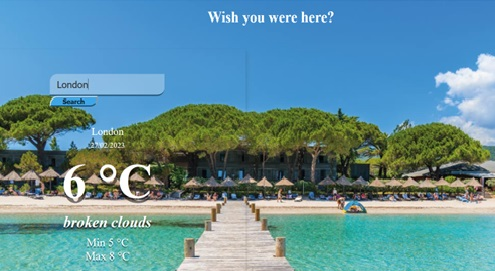 Wish you were here?
London
Search
London
27/02/2023
6 °C
broken clouds
Min 5 °C
Max 8 °C